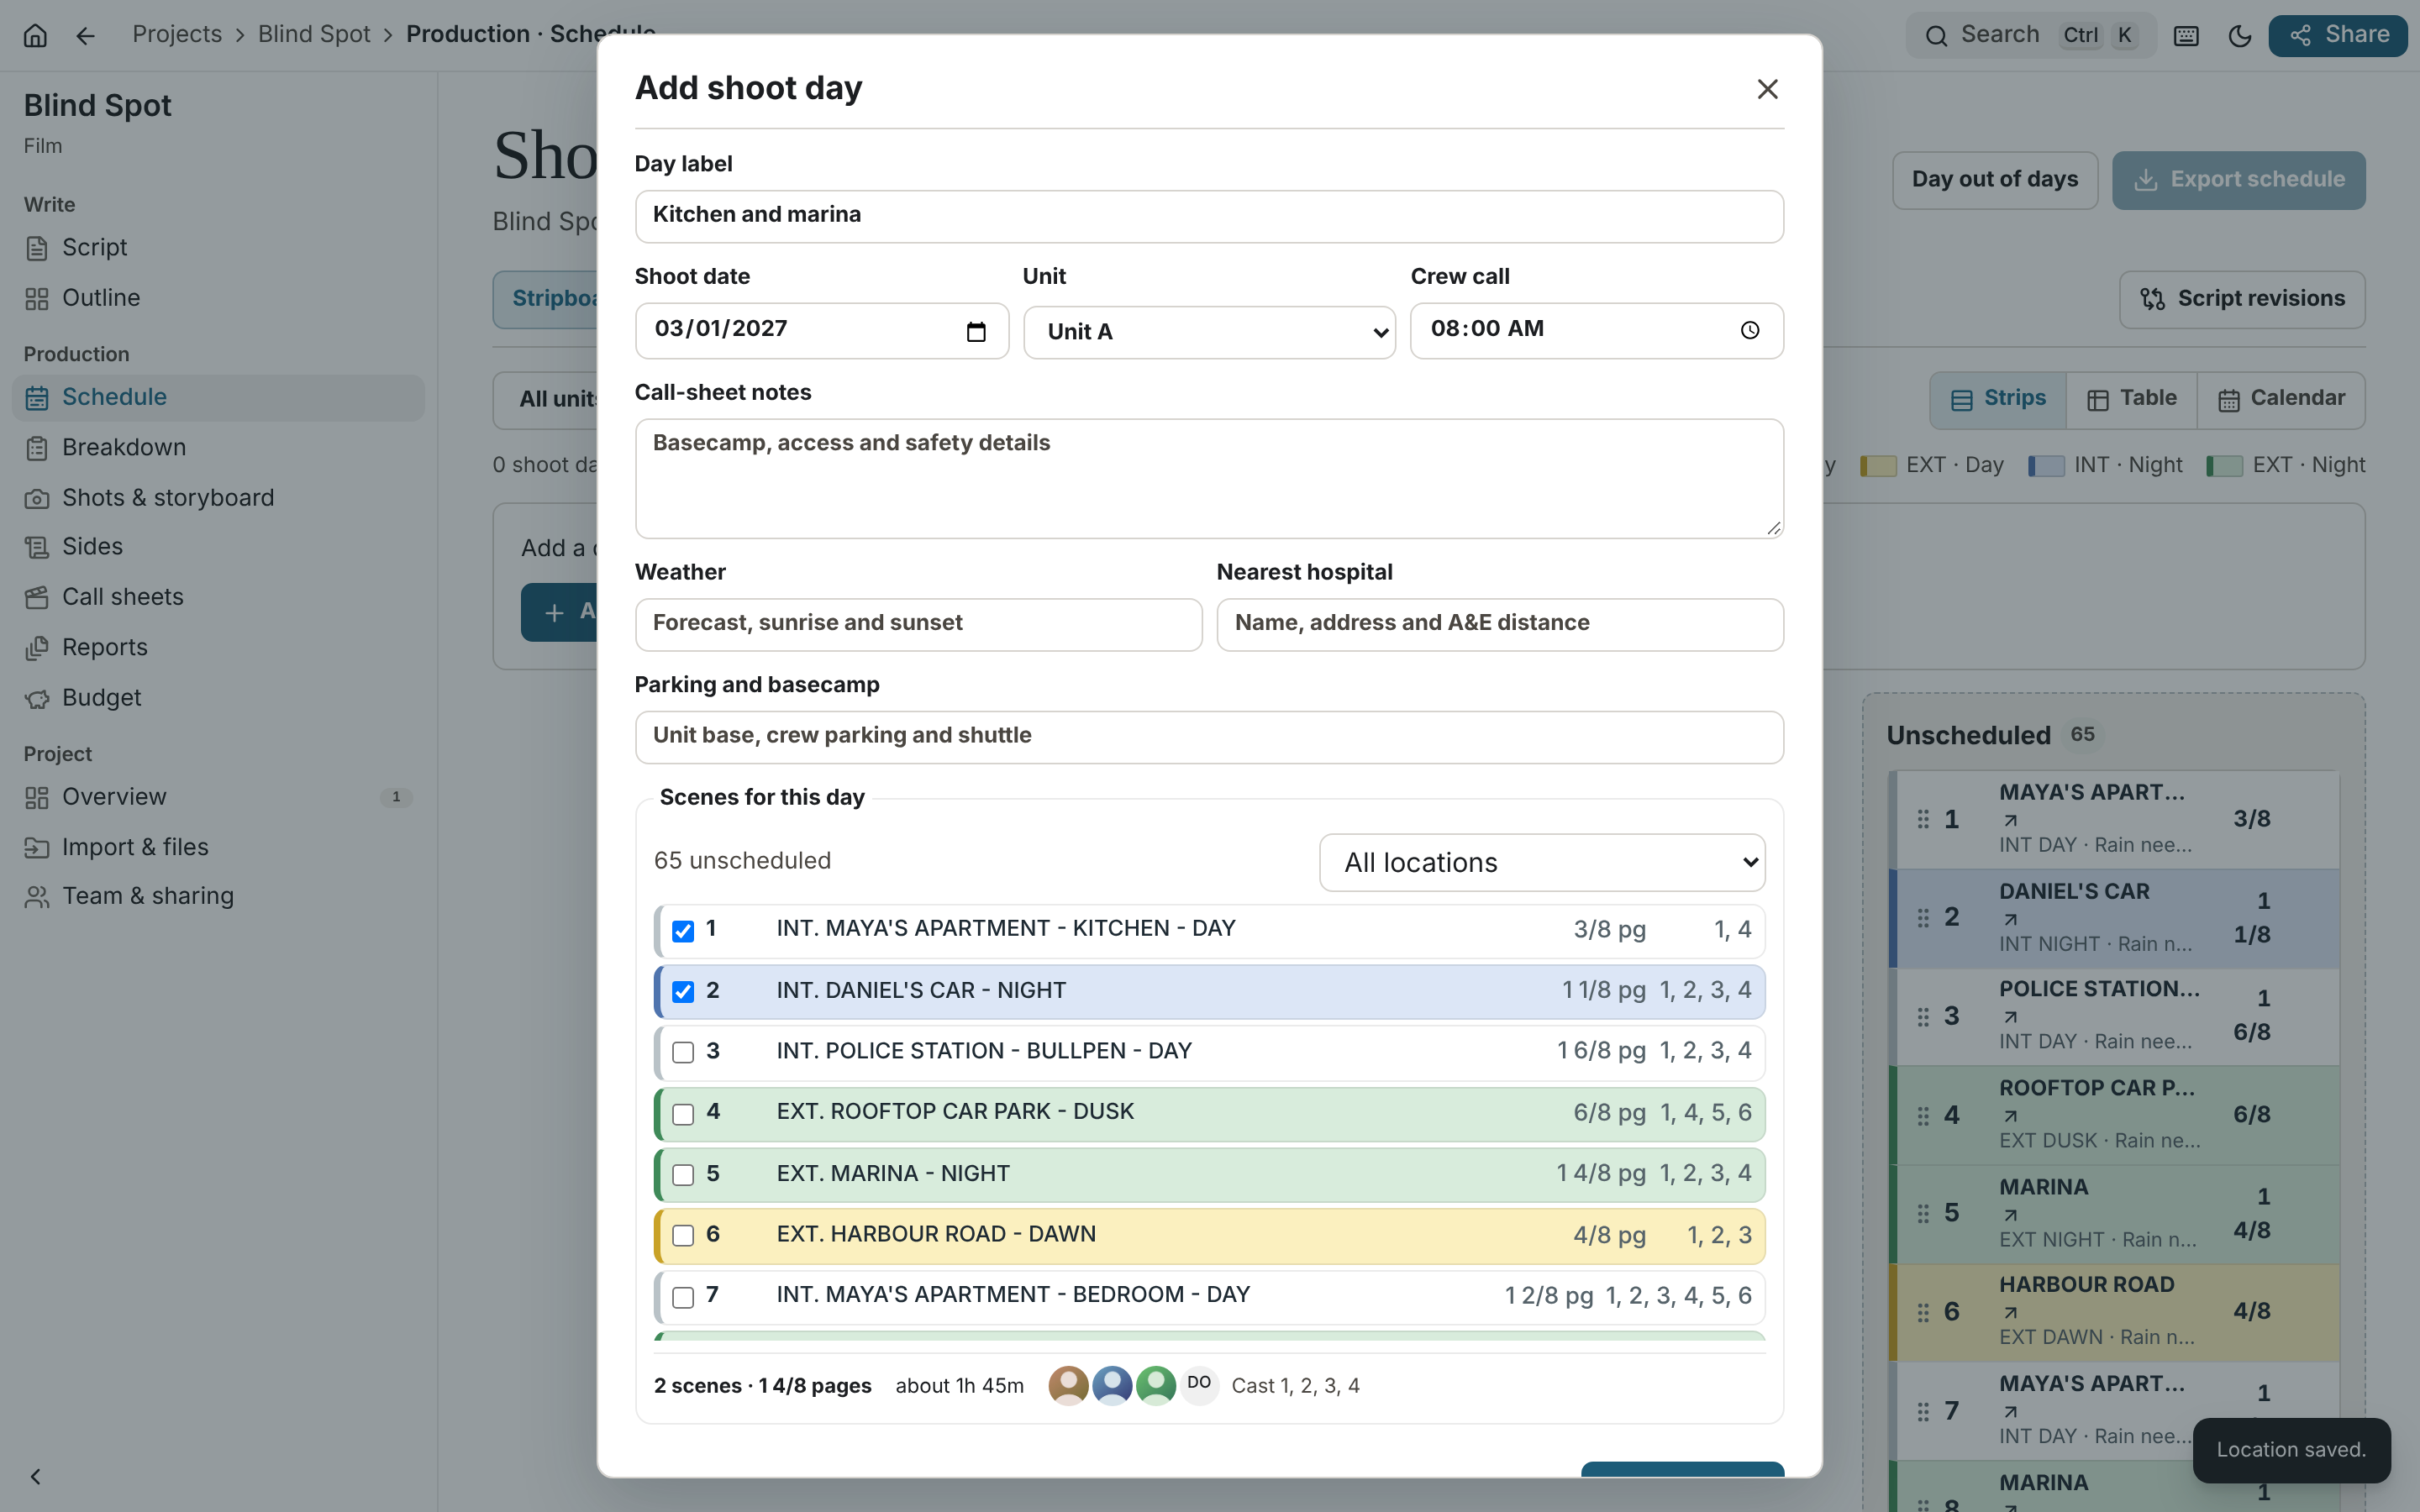 Projects > Blind Spot > Production · Schedule
Search Ctrl K
Share
Blind Spot
Film
Write
Script
Outline
Production
Schedule
Breakdown
Shots & storyboard
Sides
Call sheets
Reports
Budget
Project
Overview 1
Import & files
Team & sharing
Sho
Blind Spo
Day out of days
Export schedule
Stripboa
Script revisions
All units
Strips
Table
Calendar
0 shoot da
y
EXT · Day
INT · Night
EXT · Night
Add a d
+ A
Add shoot day
Day label
Kitchen and marina
Shoot date
Unit
Crew call
03/01/2027
Unit A
08:00 AM
Call-sheet notes
Basecamp, access and safety details
Weather
Nearest hospital
Forecast, sunrise and sunset
Name, address and A&E distance
Parking and basecamp
Unit base, crew parking and shuttle
Scenes for this day
65 unscheduled
All locations
1 INT. MAYA'S APARTMENT - KITCHEN - DAY 3/8 pg 1, 4
2 INT. DANIEL'S CAR - NIGHT 1 1/8 pg 1, 2, 3, 4
3 INT. POLICE STATION - BULLPEN - DAY 1 6/8 pg 1, 2, 3, 4
4 EXT. ROOFTOP CAR PARK - DUSK 6/8 pg 1, 4, 5, 6
5 EXT. MARINA - NIGHT 1 4/8 pg 1, 2, 3, 4
6 EXT. HARBOUR ROAD - DAWN 4/8 pg 1, 2, 3
7 INT. MAYA'S APARTMENT - BEDROOM - DAY 1 2/8 pg 1, 2, 3, 4, 5, 6
2 scenes · 1 4/8 pages about 1h 45m DO Cast 1, 2, 3, 4
Unscheduled 65
MAYA'S APART...
1 3/8
INT DAY · Rain nee...
DANIEL'S CAR
2 1 1/8
INT NIGHT · Rain n...
POLICE STATION...
3 1 6/8
INT DAY · Rain nee...
ROOFTOP CAR P...
4 6/8
EXT DUSK · Rain ne...
MARINA
5 1 4/8
EXT NIGHT · Rain n...
HARBOUR ROAD
6 4/8
EXT DAWN · Rain n...
MAYA'S APART...
7 1
INT DAY · Rain nee...
MARINA
8 1
Location saved.